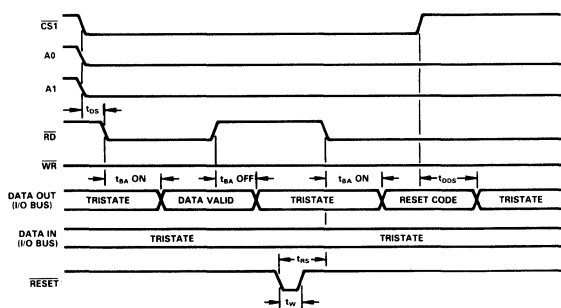 CS1
A0
A1
tDS
RD
WR
tBA ON tBA OFF tBA ON tDDS
DATA OUT (I/O BUS) TRISTATE DATA VALID TRISTATE RESET CODE TRISTATE
DATA IN (I/O BUS) TRISTATE TRISTATE
tRS
RESET
tW